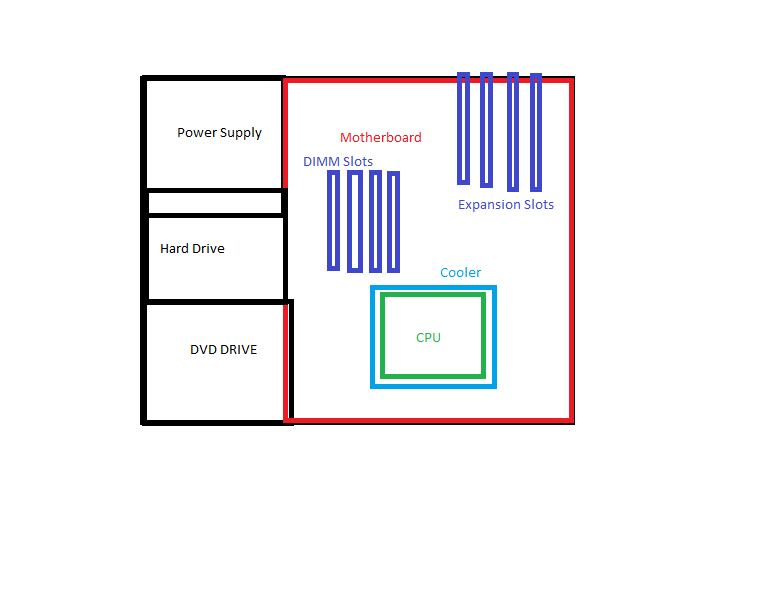 Power Supply
Motherboard
DIMM Slots
Expansion Slots
Hard Drive
Cooler
CPU
DVD DRIVE